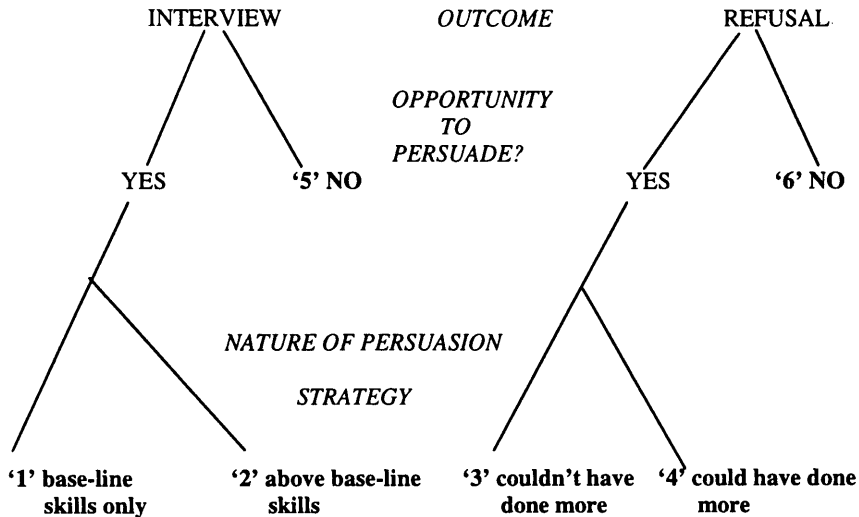 INTERVIEW OUTCOME REFUSAL
OPPORTUNITY
TO
PERSUADE?
YES ‘5’ NO YES ‘6’ NO
NATURE OF PERSUASION
STRATEGY
‘1’ base-line ‘2’ above base-line ‘3’ couldn't have ‘4’ could have done
skills only skills done more more